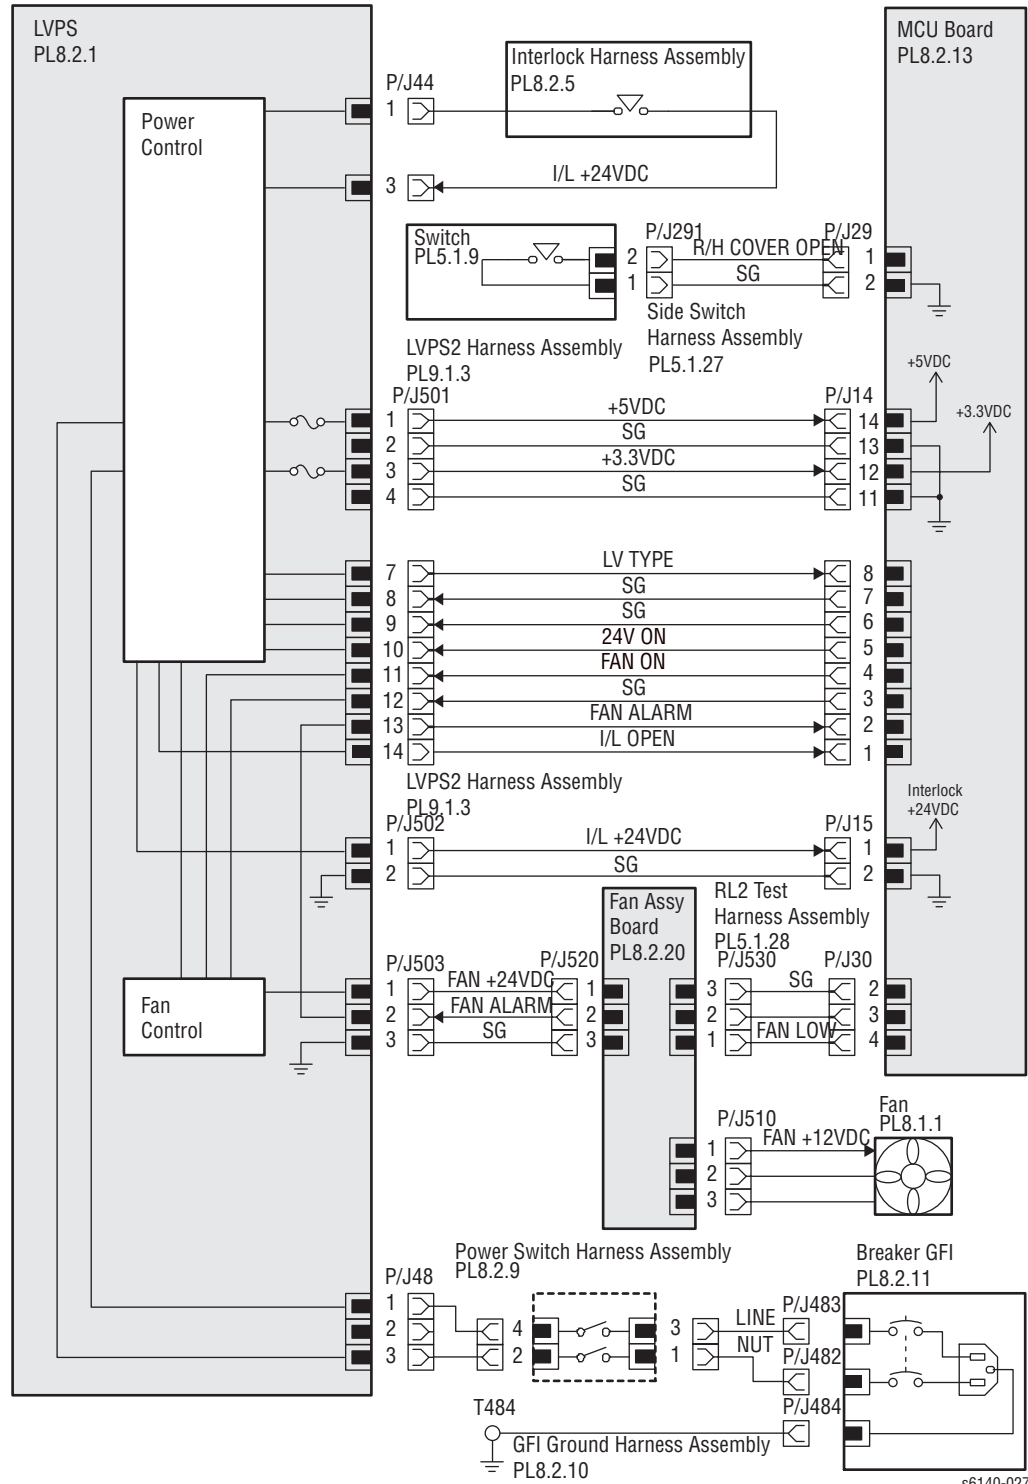 LVPS
PL8.2.1
MCU Board
PL8.2.13
Power
Control
P/J44
1
3
Interlock Harness Assembly
PL8.2.5
I/L +24VDC
Switch
PL5.1.9
2
1
P/J291
R/H COVER OPEN
SG
P/J29
1
2
Side Switch
Harness Assembly
PL5.1.27
LVPS2 Harness Assembly
PL9.1.3
P/J501
P/J14
+5VDC
+3.3VDC
1 +5VDC 14
2 SG 13
3 +3.3VDC 12
4 SG 11
7 LV TYPE 8
8 SG 7
9 SG 6
10 24V ON 5
11 FAN ON 4
12 SG 3
13 FAN ALARM 2
14 I/L OPEN 1
LVPS2 Harness Assembly
PL9.1.3
P/J502
P/J15
Interlock
+24VDC
1 I/L +24VDC 1
2 SG 2
Fan Assy
Board
PL8.2.20
RL2 Test
Harness Assembly
PL5.1.28
Fan
Control
P/J503
P/J520
P/J530
P/J30
1 FAN +24VDC 1
2 FAN ALARM 2
3 SG 3
3 SG 2
2 3
1 FAN LOW 4
P/J510
1 FAN +12VDC
2
3
Fan
PL8.1.1
Power Switch Harness Assembly
PL8.2.9
Breaker GFI
PL8.2.11
P/J48
1
2
3
4
2
3
1
LINE
NUT
P/J483
P/J482
P/J484
T484
GFI Ground Harness Assembly
PL8.2.10
s6140-027